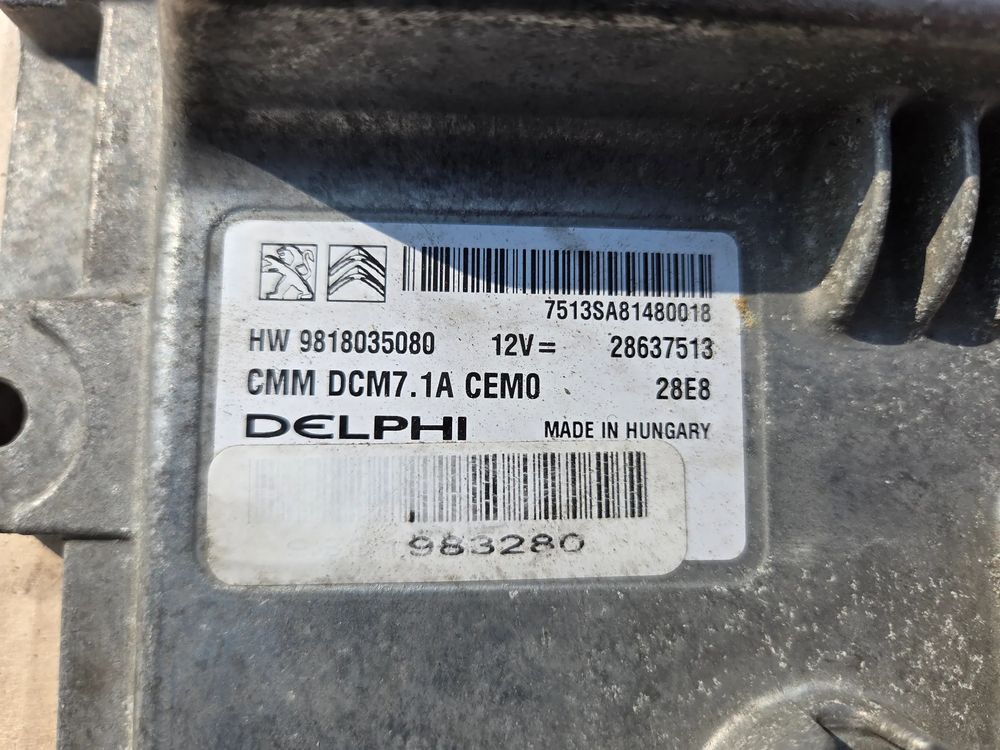 7513SA81480018
HW 9818035080 12V= 28637513
CMM DCM7.1A CEM0 28E8
DELPHI MADE IN HUNGARY
983280